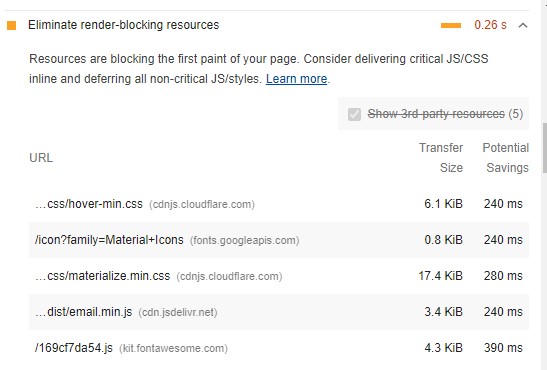 Eliminate render-blocking resources 0.26 s
Resources are blocking the first paint of your page. Consider delivering critical JS/CSS
inline and deferring all non-critical JS/styles. Learn more.
Show 3rd-party resources (5)
URL Transfer Size Potential Savings
…css/hover-min.css (cdnjs.cloudflare.com) 6.1 KiB 240 ms
/icon?family=Material+Icons (fonts.googleapis.com) 0.8 KiB 240 ms
…css/materialize.min.css (cdnjs.cloudflare.com) 17.4 KiB 280 ms
…dist/email.min.js (cdn.jsdelivr.net) 3.4 KiB 240 ms
/169cf7da54.js (kit.fontawesome.com) 4.3 KiB 390 ms